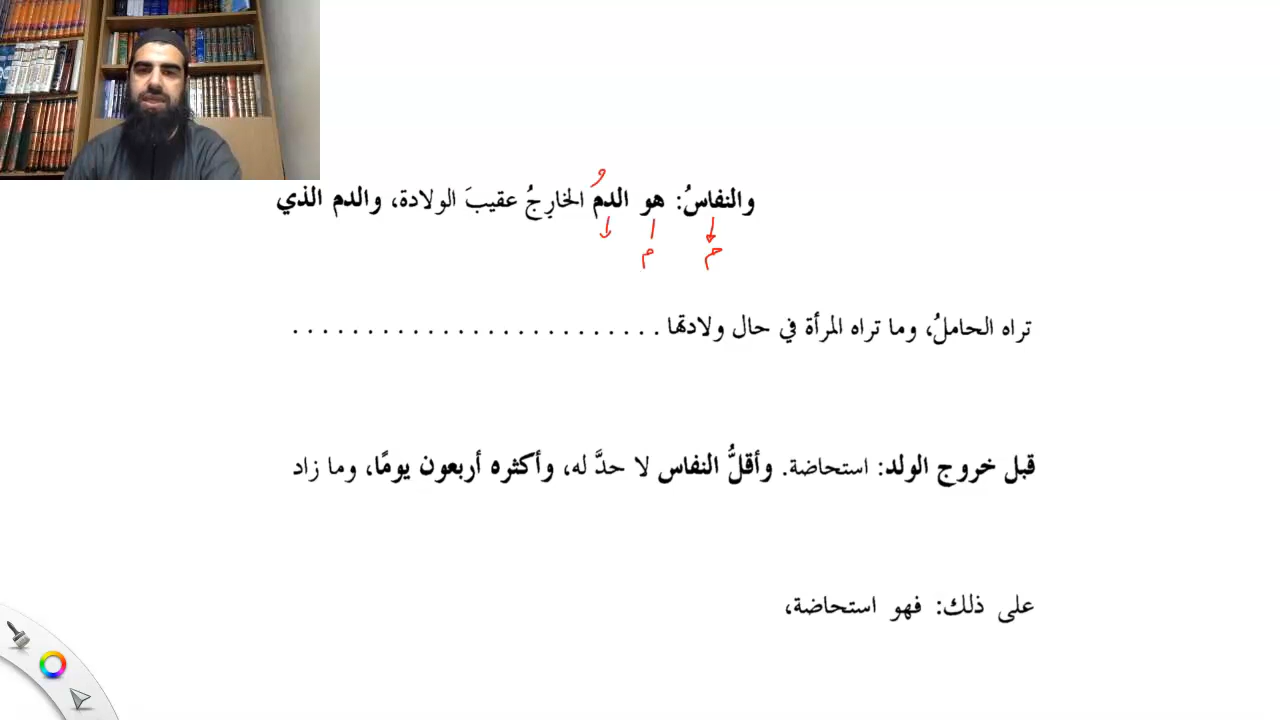 والنفاسُ: هو الدمُ الخارِجُ عقيبَ الولادة، والدم الذي
م م
تراه الحاملُ، وما تراه المرأة في حال ولادتها . . . . . . . . . . . . . . . . . . . . . . . . .
قبل خروج الولد: استحاضة. وأقلُّ النفاس لا حدَّ له، وأكثره أربعون يومًا، وما زاد
على ذلك: فهو استحاضة،